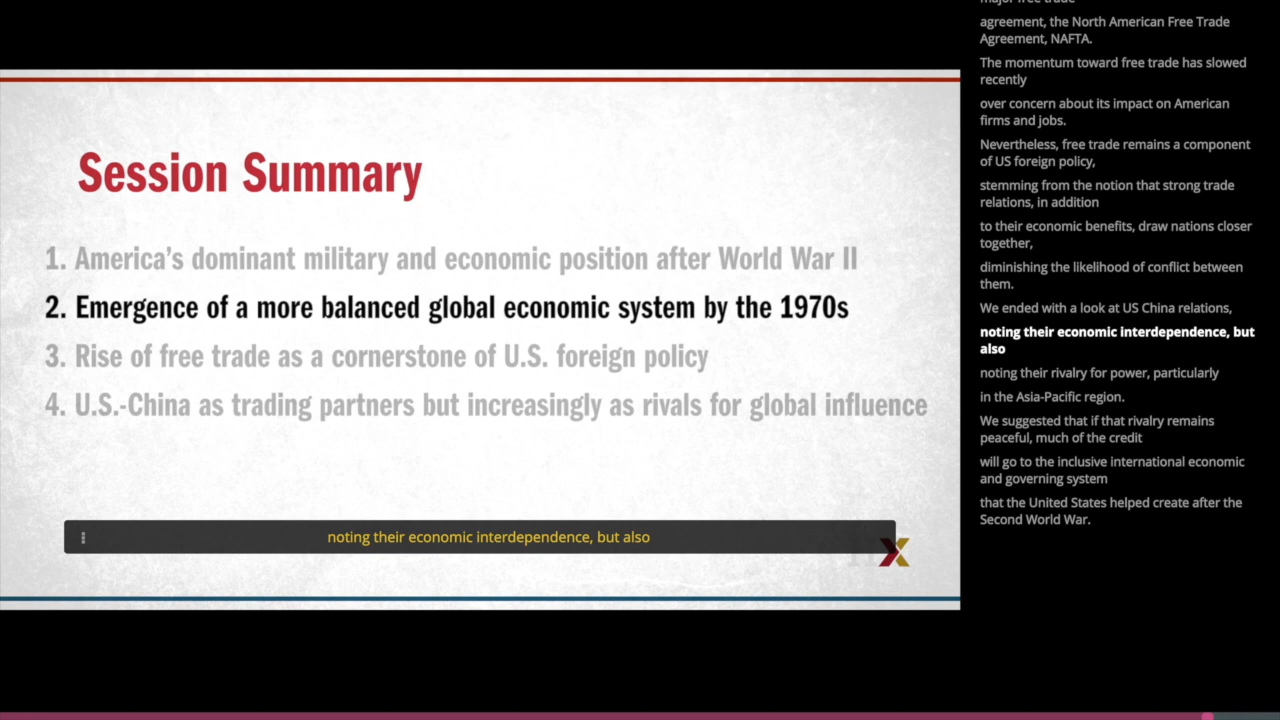 Session Summary
1. America's dominant military and economic position after World War II
2. Emergence of a more balanced global economic system by the 1970s
3. Rise of free trade as a cornerstone of U.S. foreign policy
4. U.S.-China as trading partners but increasingly as rivals for global influence
noting their economic interdependence, but also
major free trade
agreement, the North American Free Trade
Agreement, NAFTA.
The momentum toward free trade has slowed
recently
over concern about its impact on American
firms and jobs.
Nevertheless, free trade remains a component
of US foreign policy,
stemming from the notion that strong trade
relations, in addition
to their economic benefits, draw nations closer
together,
diminishing the likelihood of conflict between
them.
We ended with a look at US China relations,
noting their economic interdependence, but
also
noting their rivalry for power, particularly
in the Asia-Pacific region.
We suggested that if that rivalry remains
peaceful, much of the credit
will go to the inclusive international economic
and governing system
that the United States helped create after the
Second World War.